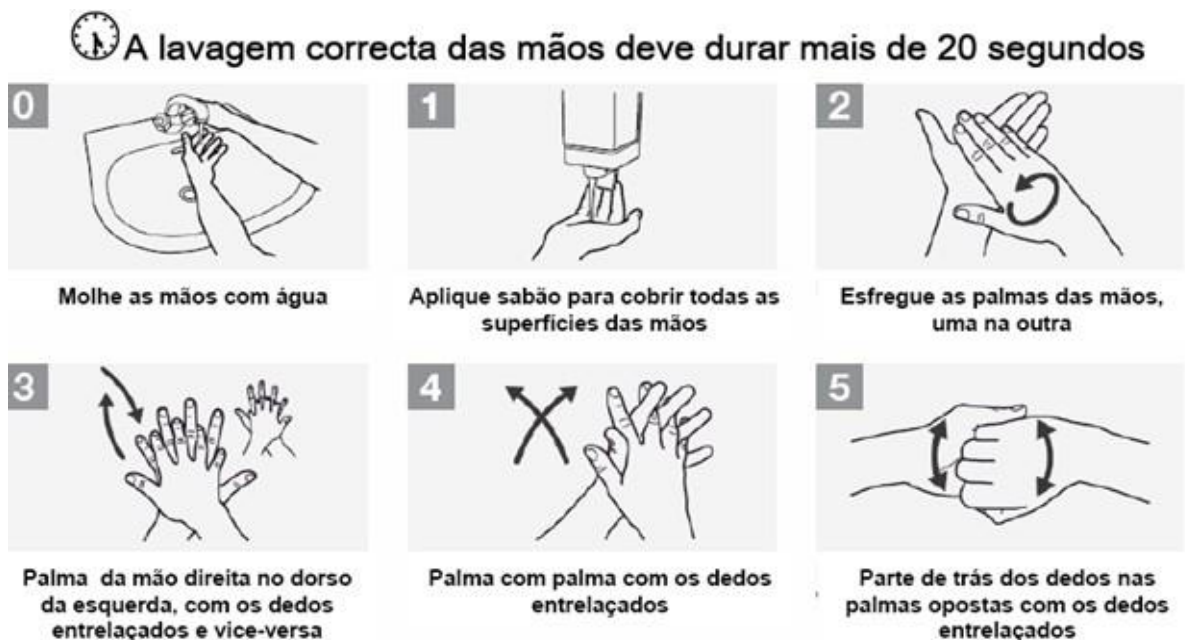 A lavagem correcta das mãos deve durar mais de 20 segundos
0
Molhe as mãos com água
1
Aplique sabão para cobrir todas as
superfícies das mãos
2
Esfregue as palmas das mãos,
uma na outra
3
Palma da mão direita no dorso
da esquerda, com os dedos
entrelaçados e vice-versa
4
Palma com palma com os dedos
entrelaçados
5
Parte de trás dos dedos nas
palmas opostas com os dedos
entrelaçados